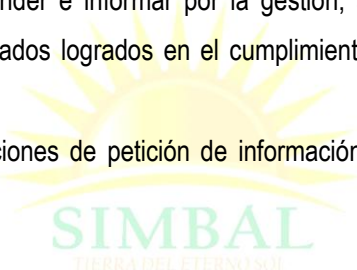 nder e informar por la gestión,
ados logrados en el cumplimient
ciones de petición de información
SIMBAL
TIERRA DEL ETERNO SOL